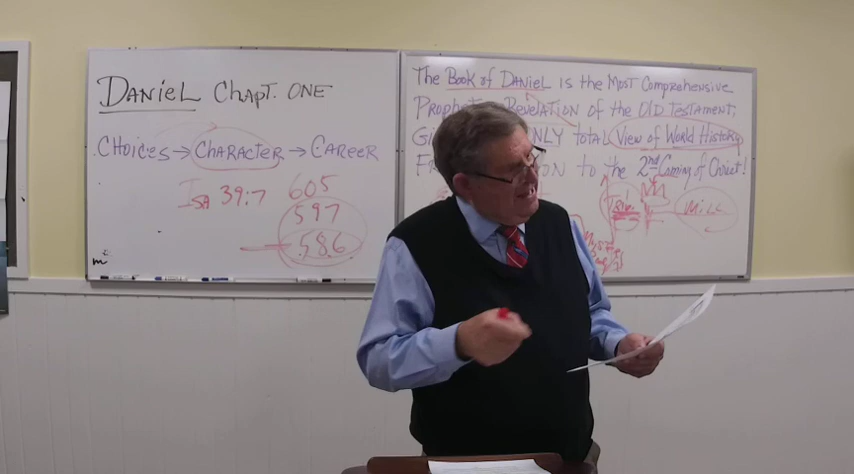 DANIEL Chapt. ONE
CHOices → CHARACTER → CAREER
ISA 39:7
605
597
586
m
The Book of DANIEL is the Most Comprehensive
Revelation of the OLD TESTAMENT,
ONLY total View of World History
to the 2nd Coming of Christ!
Trib.
Mill.